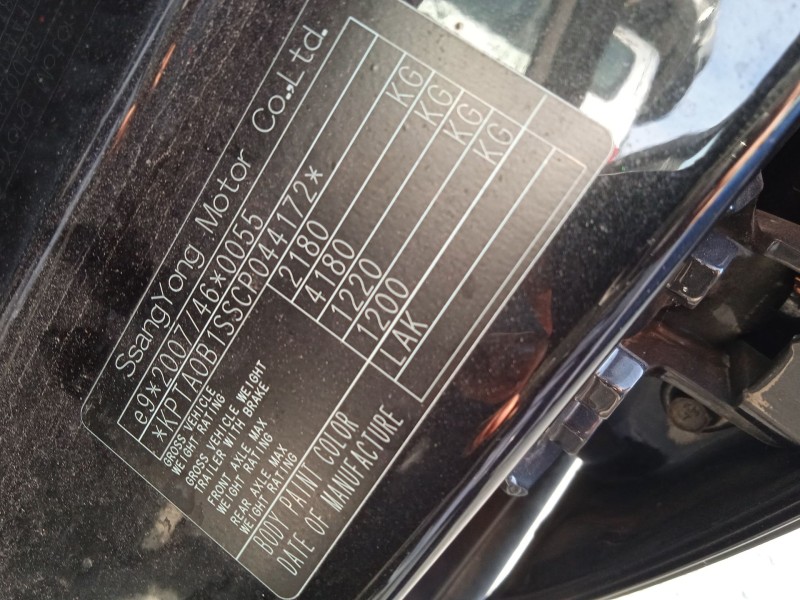 SsangYong Motor Co.,Ltd.
e9*2007/46*0055
*KPTA0B1SSCP044172*
GROSS VEHICLE WEIGHT RATING 2180 KG
GROSS VEHICLE WEIGHT TRAILER WITH BRAKE 4180 KG
FRONT AXLE MAX WEIGHT RATING 1220 KG
REAR AXLE MAX WEIGHT RATING 1200 KG
BODY PAINT COLOR LAK
DATE OF MANUFACTURE